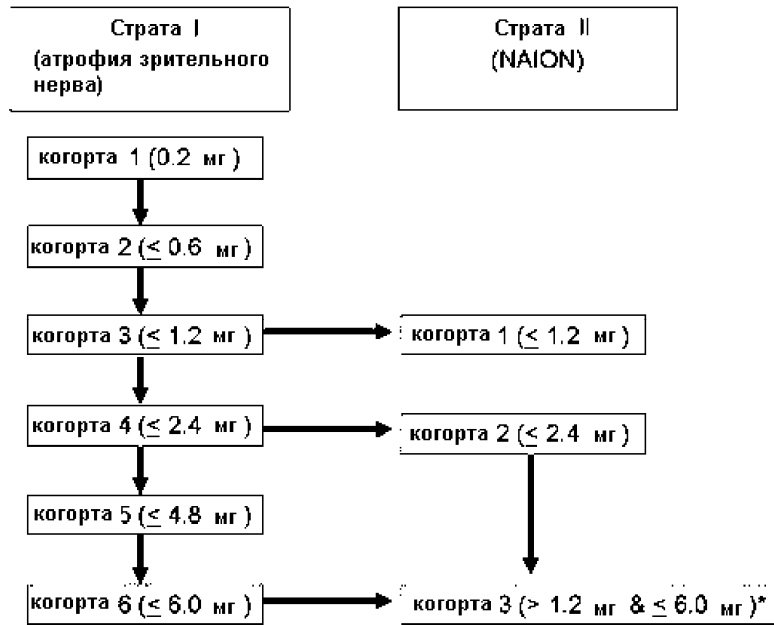 Страта I
(атрофия зрительного
нерва)
Страта II
(NAION)
когорта 1 (0.2 мг)
когорта 2 (≤ 0.6 мг)
когорта 3 (≤ 1.2 мг)
когорта 1 (≤ 1.2 мг)
когорта 4 (≤ 2.4 мг)
когорта 2 (≤ 2.4 мг)
когорта 5 (≤ 4.8 мг)
когорта 6 (≤ 6.0 мг)
когорта 3 (> 1.2 мг & ≤ 6.0 мг)*